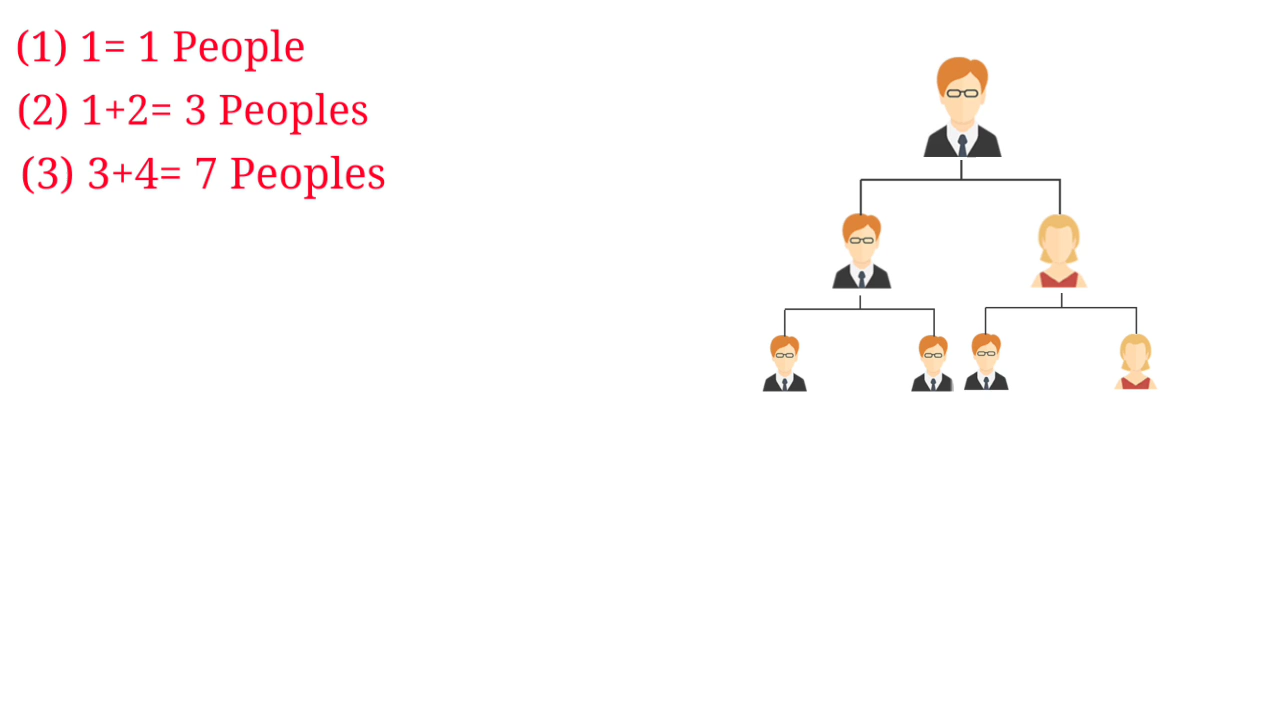 (1) 1= 1 People
(2) 1+2= 3 Peoples
(3) 3+4= 7 Peoples